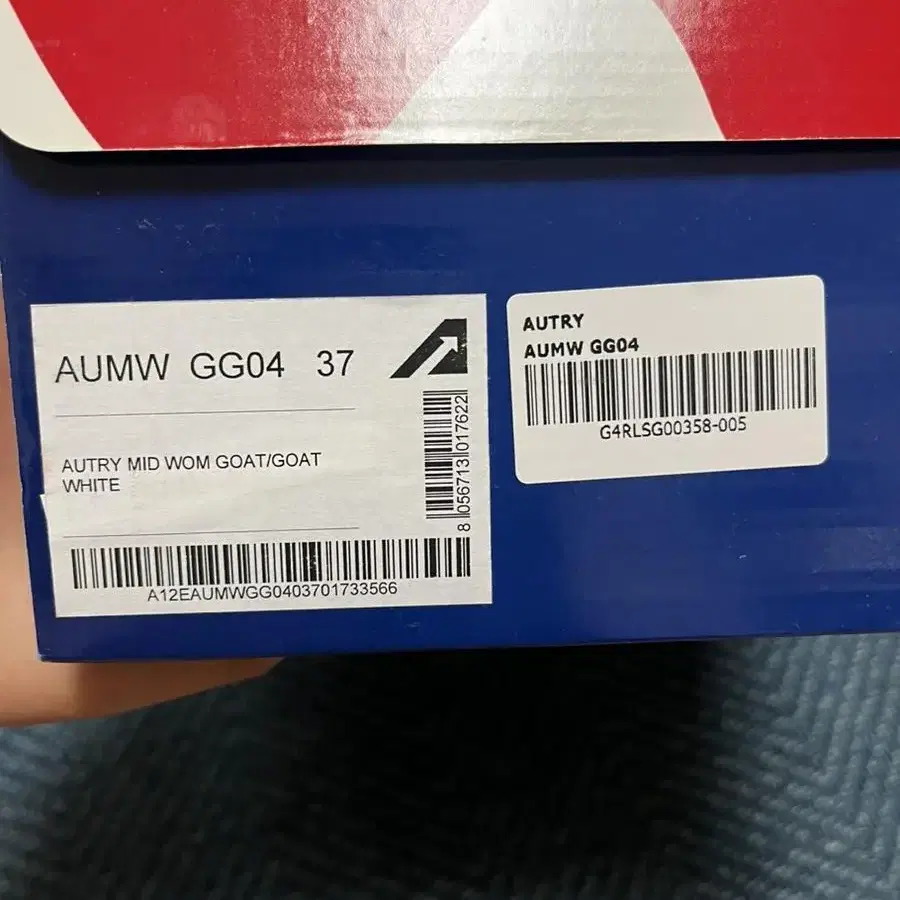 AUMW GG04 37
AUTRY MID WOM GOAT/GOAT
WHITE
8 056713 017622
A12EAUMWGG0403701733566
AUTRY
AUMW GG04
G4RLSG00358-005